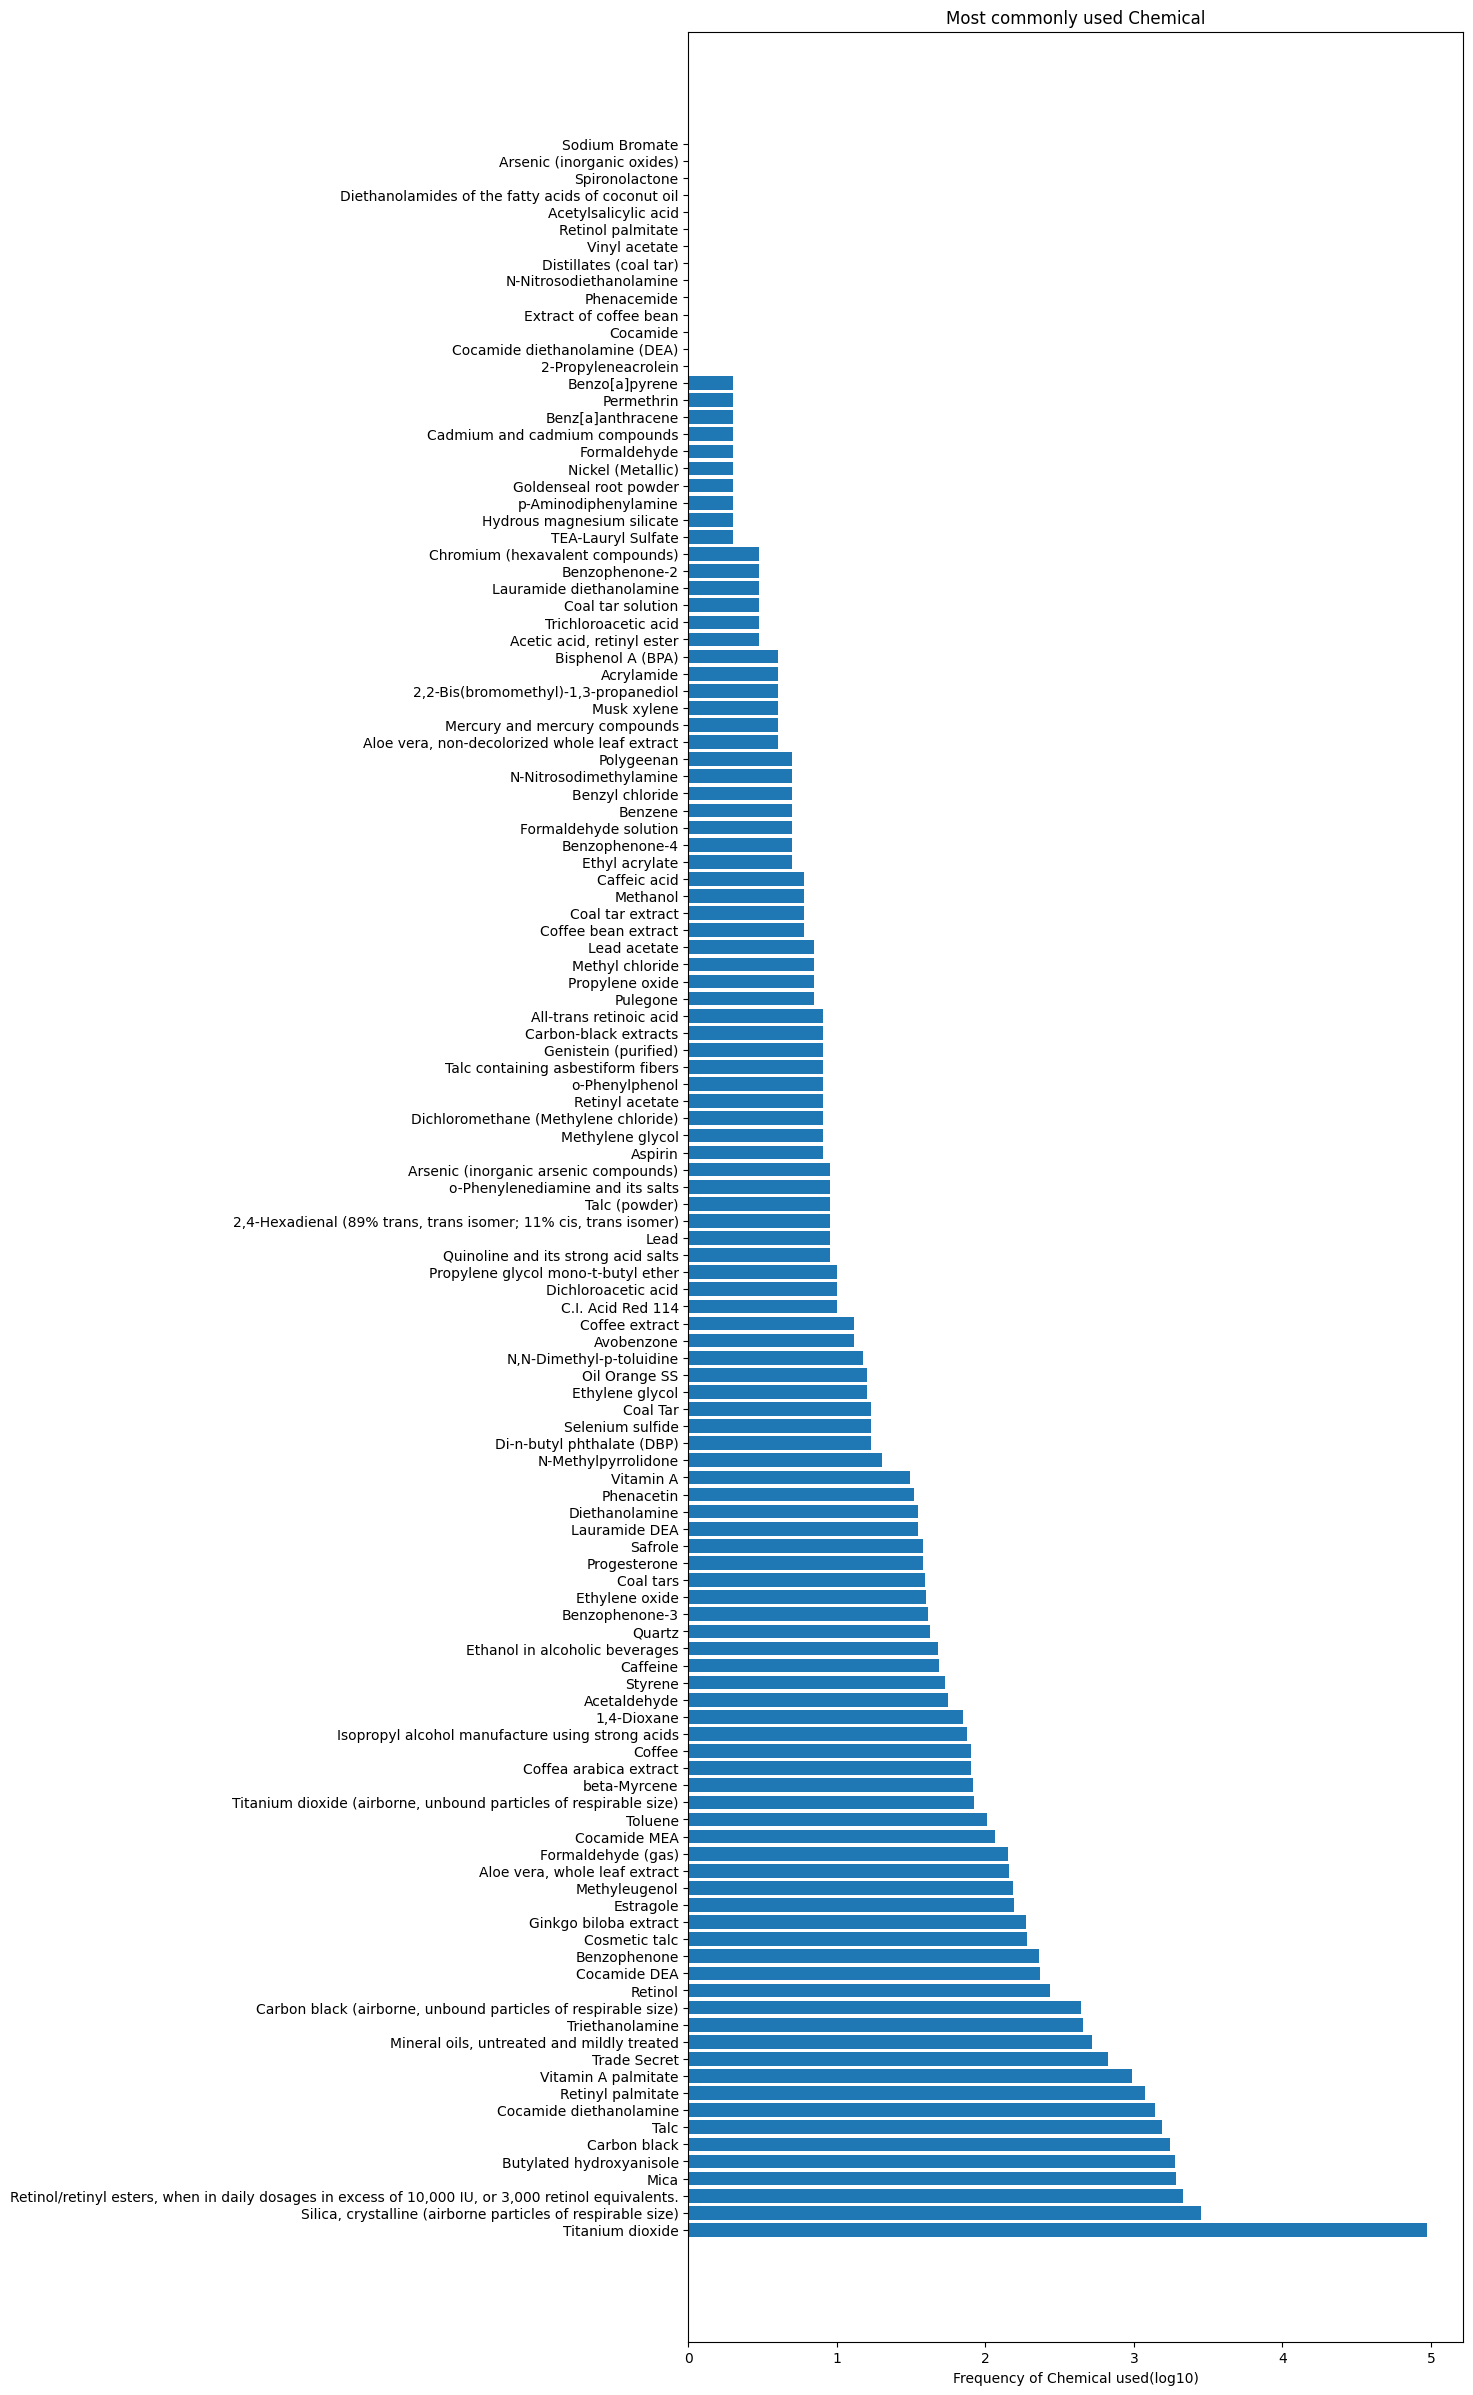 Most commonly used Chemical
Sodium Bromate
Arsenic (inorganic oxides)
Spironolactone
Diethanolamides of the fatty acids of coconut oil
Acetylsalicylic acid
Retinol palmitate
Vinyl acetate
Distillates (coal tar)
N-Nitrosodiethanolamine
Phenacemide
Extract of coffee bean
Cocamide
Cocamide diethanolamine (DEA)
2-Propyleneacrolein
Benzo[a]pyrene
Permethrin
Benz[a]anthracene
Cadmium and cadmium compounds
Formaldehyde
Nickel (Metallic)
Goldenseal root powder
p-Aminodiphenylamine
Hydrous magnesium silicate
TEA-Lauryl Sulfate
Chromium (hexavalent compounds)
Benzophenone-2
Lauramide diethanolamine
Coal tar solution
Trichloroacetic acid
Acetic acid, retinyl ester
Bisphenol A (BPA)
Acrylamide
2,2-Bis(bromomethyl)-1,3-propanediol
Musk xylene
Mercury and mercury compounds
Aloe vera, non-decolorized whole leaf extract
Polygeenan
N-Nitrosodimethylamine
Benzyl chloride
Benzene
Formaldehyde solution
Benzophenone-4
Ethyl acrylate
Caffeic acid
Methanol
Coal tar extract
Coffee bean extract
Lead acetate
Methyl chloride
Propylene oxide
Pulegone
All-trans retinoic acid
Carbon-black extracts
Genistein (purified)
Talc containing asbestiform fibers
o-Phenylphenol
Retinyl acetate
Dichloromethane (Methylene chloride)
Methylene glycol
Aspirin
Arsenic (inorganic arsenic compounds)
o-Phenylenediamine and its salts
Talc (powder)
2,4-Hexadienal (89% trans, trans isomer; 11% cis, trans isomer)
Lead
Quinoline and its strong acid salts
Propylene glycol mono-t-butyl ether
Dichloroacetic acid
C.I. Acid Red 114
Coffee extract
Avobenzone
N,N-Dimethyl-p-toluidine
Oil Orange SS
Ethylene glycol
Coal Tar
Selenium sulfide
Di-n-butyl phthalate (DBP)
N-Methylpyrrolidone
Vitamin A
Phenacetin
Diethanolamine
Lauramide DEA
Safrole
Progesterone
Coal tars
Ethylene oxide
Benzophenone-3
Quartz
Ethanol in alcoholic beverages
Caffeine
Styrene
Acetaldehyde
1,4-Dioxane
Isopropyl alcohol manufacture using strong acids
Coffee
Coffea arabica extract
beta-Myrcene
Titanium dioxide (airborne, unbound particles of respirable size)
Toluene
Cocamide MEA
Formaldehyde (gas)
Aloe vera, whole leaf extract
Methyleugenol
Estragole
Ginkgo biloba extract
Cosmetic talc
Benzophenone
Cocamide DEA
Retinol
Carbon black (airborne, unbound particles of respirable size)
Triethanolamine
Mineral oils, untreated and mildly treated
Trade Secret
Vitamin A palmitate
Retinyl palmitate
Cocamide diethanolamine
Talc
Carbon black
Butylated hydroxyanisole
Mica
Retinol/retinyl esters, when in daily dosages in excess of 10,000 IU, or 3,000 retinol equivalents.
Silica, crystalline (airborne particles of respirable size)
Titanium dioxide
0 1 2 3 4 5
Frequency of Chemical used(log10)